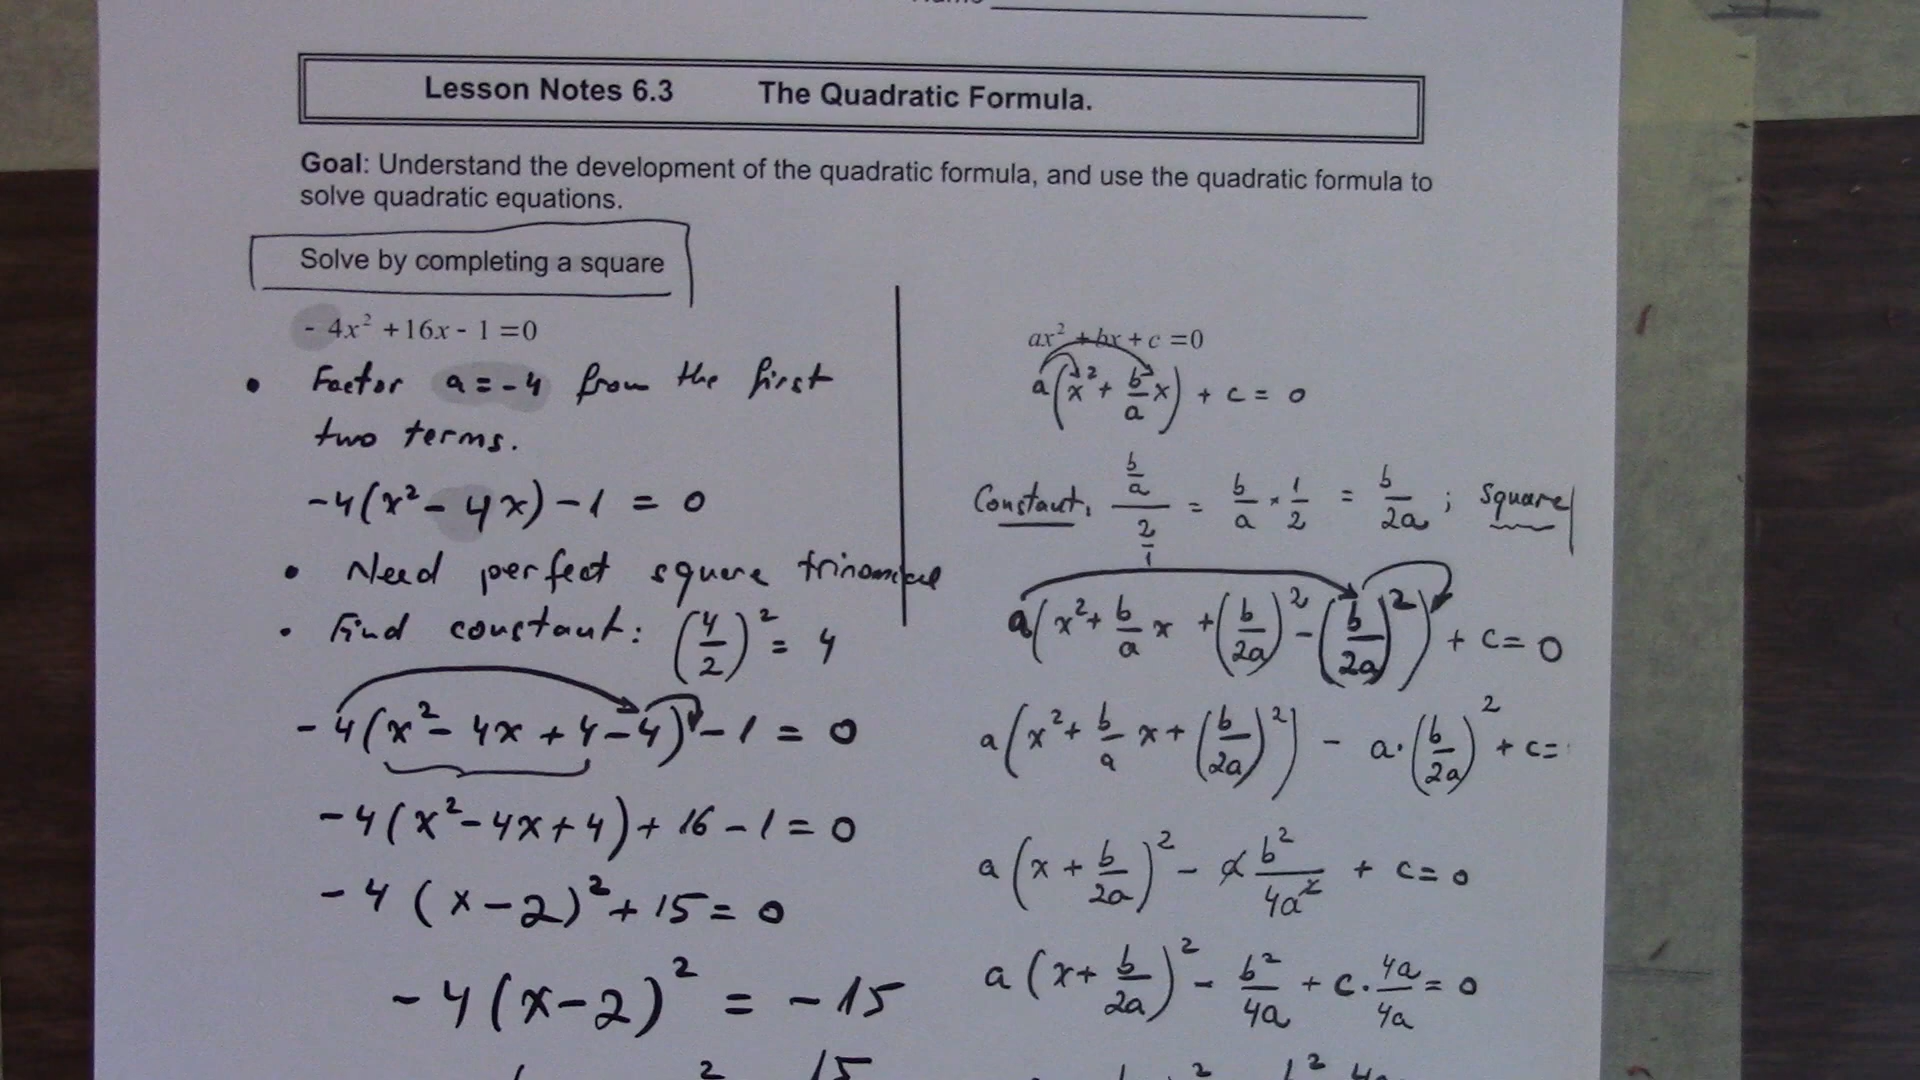 Lesson Notes 6.3 The Quadratic Formula.
Goal: Understand the development of the quadratic formula, and use the quadratic formula to
solve quadratic equations.
Solve by completing a square
- 4x² + 16x - 1 = 0
• Factor a = -4 from the first
two terms.
-4(x² - 4x) - 1 = 0
• Need perfect square trinomial
• Find constant: (4/2)² = 4
-4(x² - 4x + 4 - 4) - 1 = 0
-4(x² - 4x + 4) + 16 - 1 = 0
-4(x - 2)² + 15 = 0
-4(x - 2)² = -15
ax² + bx + c = 0
a(x² + b/a x) + c = 0
Constant: (b/a)/(2/1) = b/a × 1/2 = b/2a ; square
a(x² + b/a x + (b/2a)² - (b/2a)²) + c = 0
a(x² + b/a x + (b/2a)²) - a·(b/2a)² + c =
a(x + b/2a)² - a b²/4a² + c = 0
a(x + b/2a)² - b²/4a + c · 4a/4a = 0